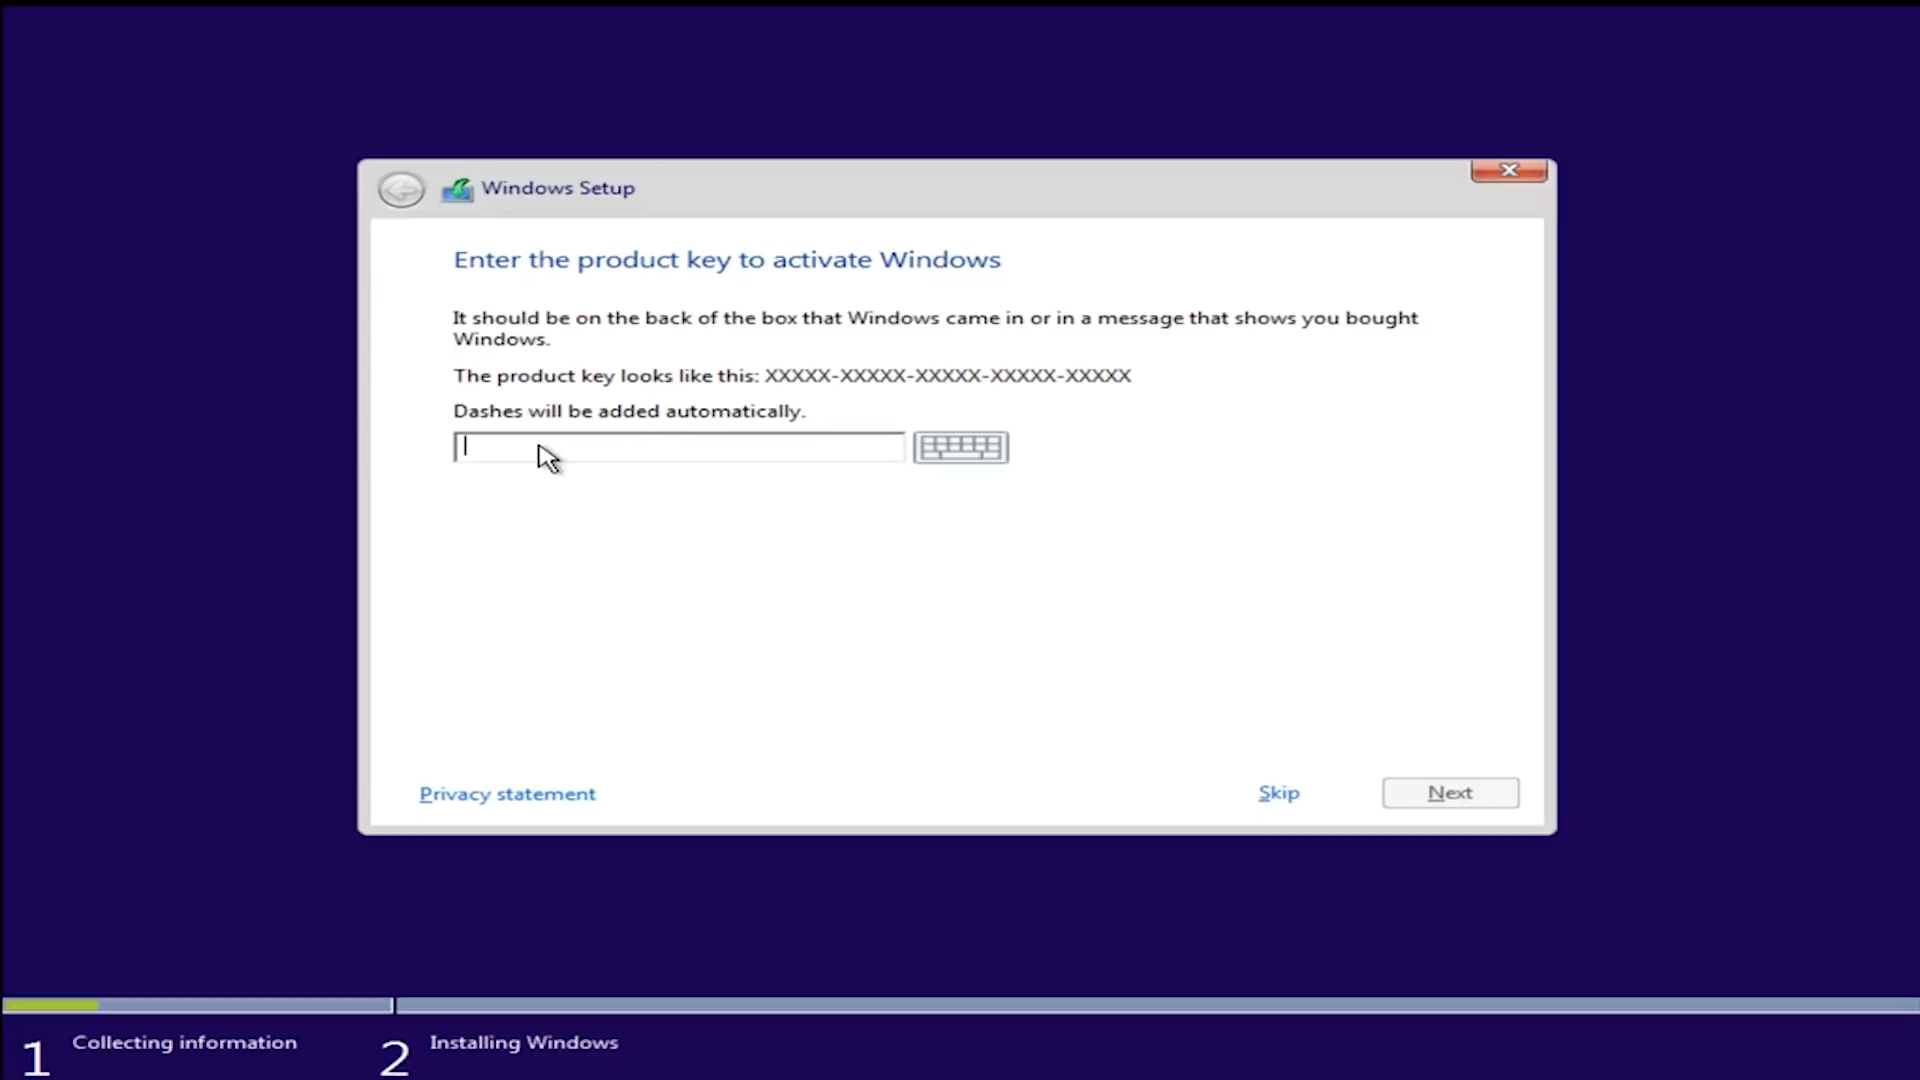 Windows Setup
Enter the product key to activate Windows
It should be on the back of the box that Windows came in or in a message that shows you bought
Windows.
The product key looks like this: XXXXX-XXXXX-XXXXX-XXXXX-XXXXX
Dashes will be added automatically.
Privacy statement
Skip
Next
1 Collecting information
2 Installing Windows